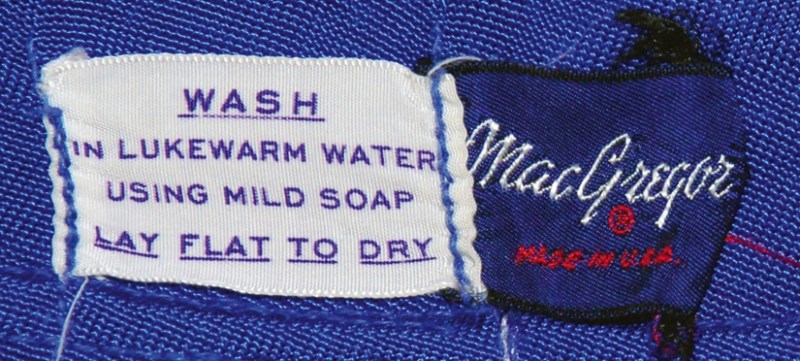 WASH
IN LUKEWARM WATER
USING MILD SOAP
LAY FLAT TO DRY
MacGregor
®
MADE IN U.S.A.